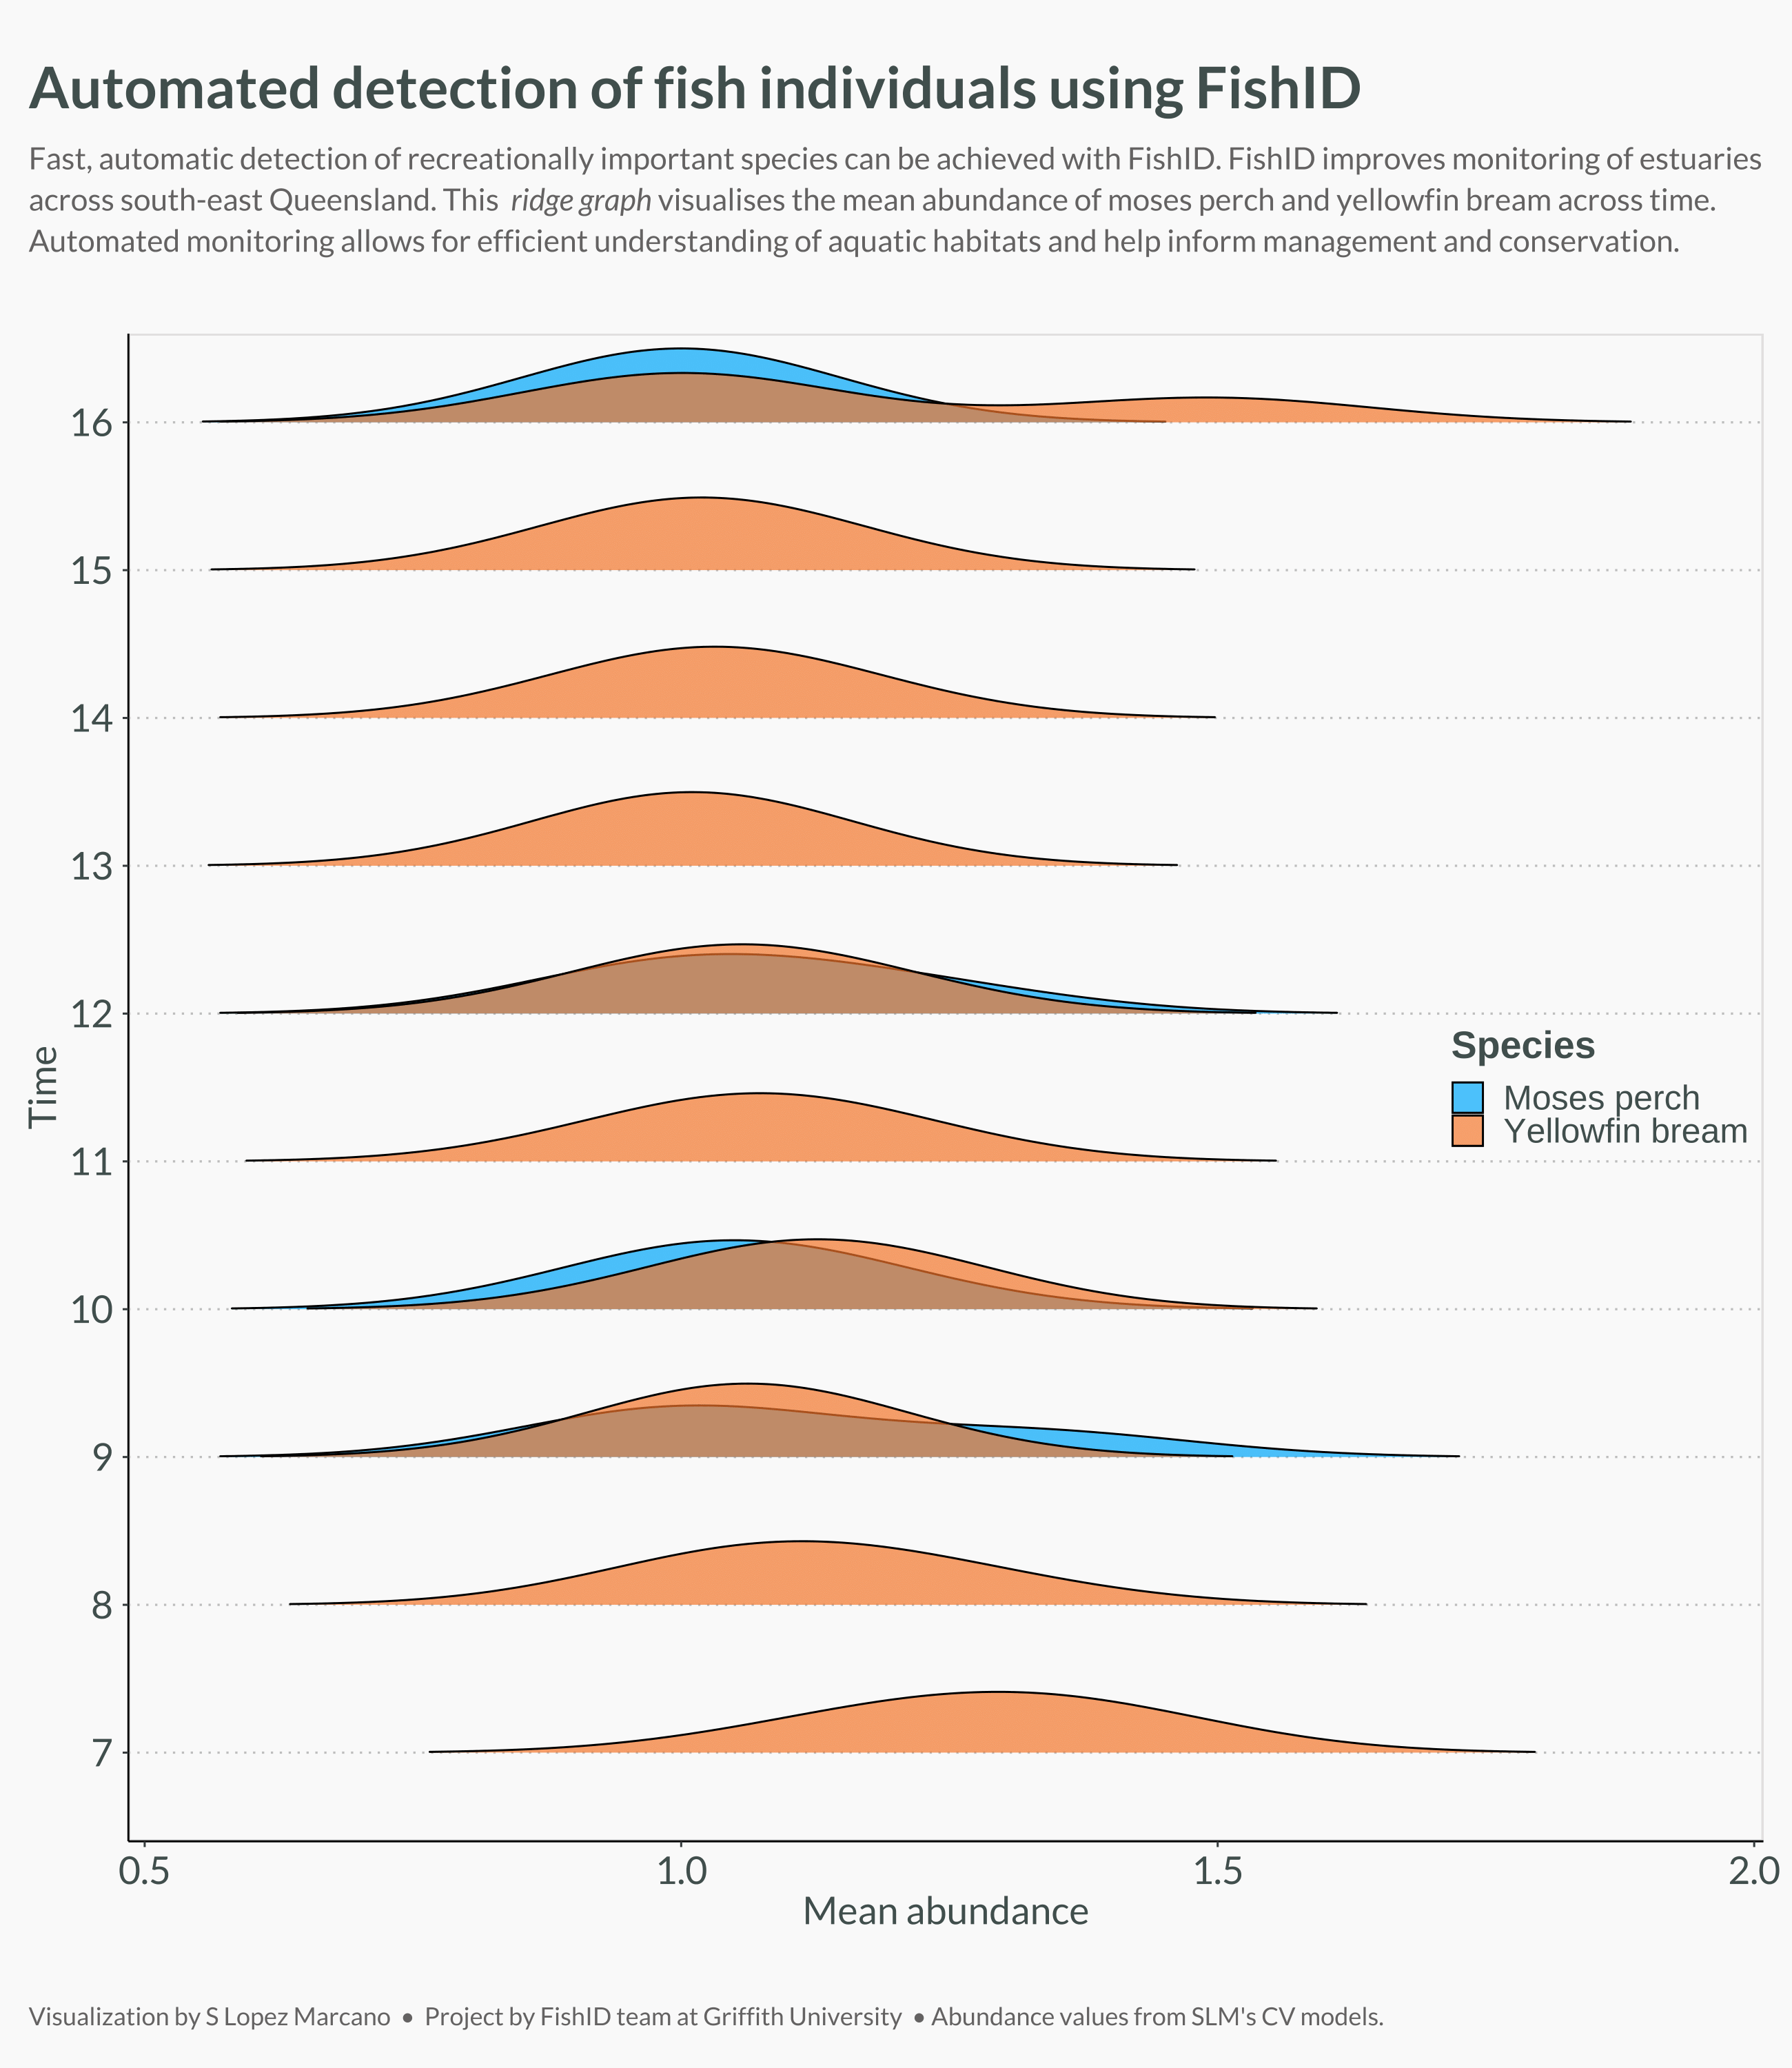 Automated detection of fish individuals using FishID
Fast, automatic detection of recreationally important species can be achieved with FishID. FishID improves monitoring of estuaries
across south-east Queensland. This ridge graph visualises the mean abundance of moses perch and yellowfin bream across time.
Automated monitoring allows for efficient understanding of aquatic habitats and help inform management and conservation.
16
15
14
13
12
Species
Moses perch
Yellowfin bream
Time
11
10
9
8
7
0.5 1.0 1.5 2.0
Mean abundance
Visualization by S Lopez Marcano ● Project by FishID team at Griffith University ● Abundance values from SLM's CV models.